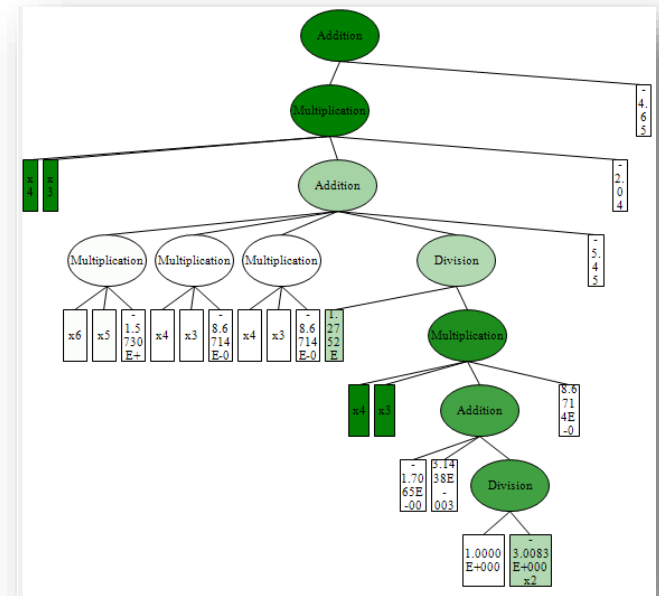 Addition
Multiplication
-
4.
6
5
x
4
x
3
Addition
-
2.
0
4
Multiplication
Multiplication
Multiplication
Division
-
5.
4
5
x6
x5
-
1.5
730
E+
x4
x3
-
8.6
714
E-0
x4
x3
-
8.6
714
E-0
1.
27
52
E
Multiplication
x4
x3
Addition
8.6
71
4E
-0
-
1.70
65E
-00
3.14
38E
-
003
Division
1.0000
E+000
-
3.0083
E+000
x2